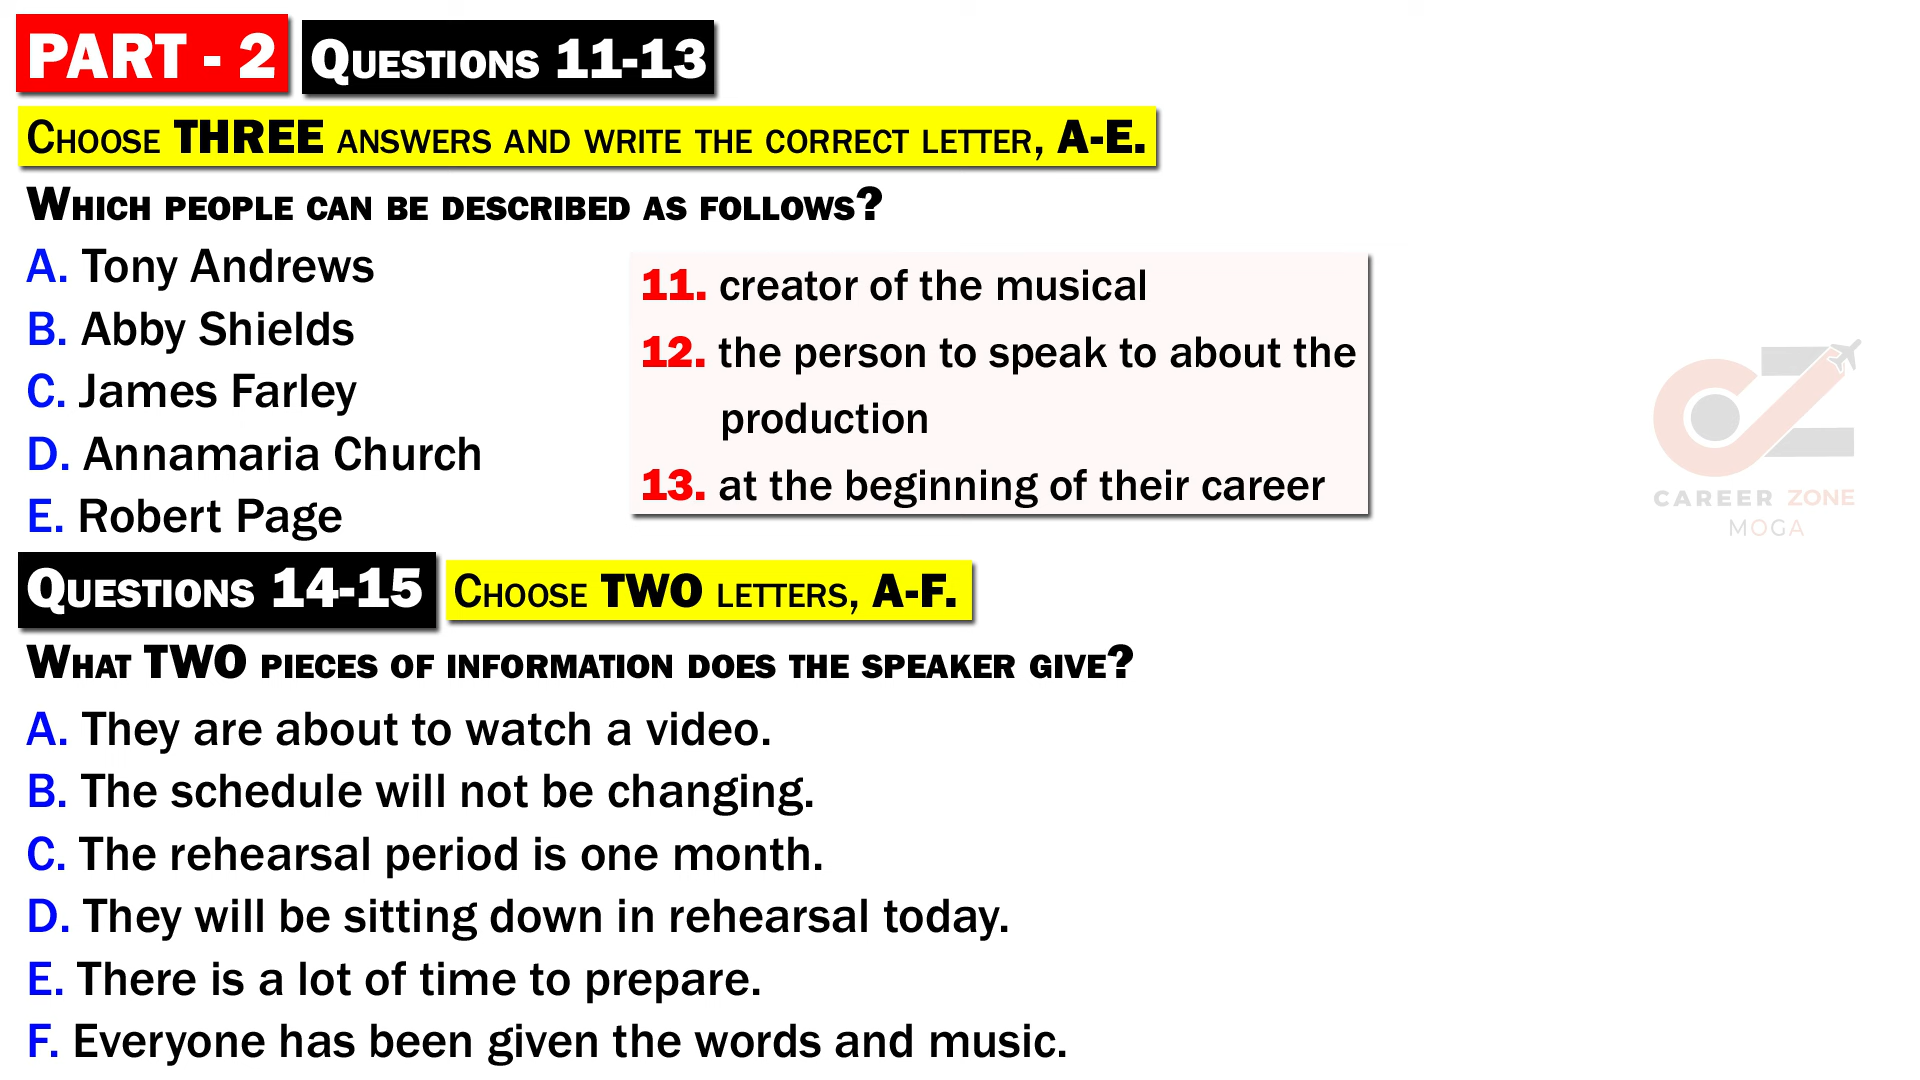 PART - 2 QUESTIONS 11-13
CHOOSE THREE ANSWERS AND WRITE THE CORRECT LETTER, A-E.
WHICH PEOPLE CAN BE DESCRIBED AS FOLLOWS?
A. Tony Andrews
B. Abby Shields
C. James Farley
D. Annamaria Church
E. Robert Page
11. creator of the musical
12. the person to speak to about the
production
13. at the beginning of their career
CAREER ZONE
MOGA
QUESTIONS 14-15 CHOOSE TWO LETTERS, A-F.
WHAT TWO PIECES OF INFORMATION DOES THE SPEAKER GIVE?
A. They are about to watch a video.
B. The schedule will not be changing.
C. The rehearsal period is one month.
D. They will be sitting down in rehearsal today.
E. There is a lot of time to prepare.
F. Everyone has been given the words and music.